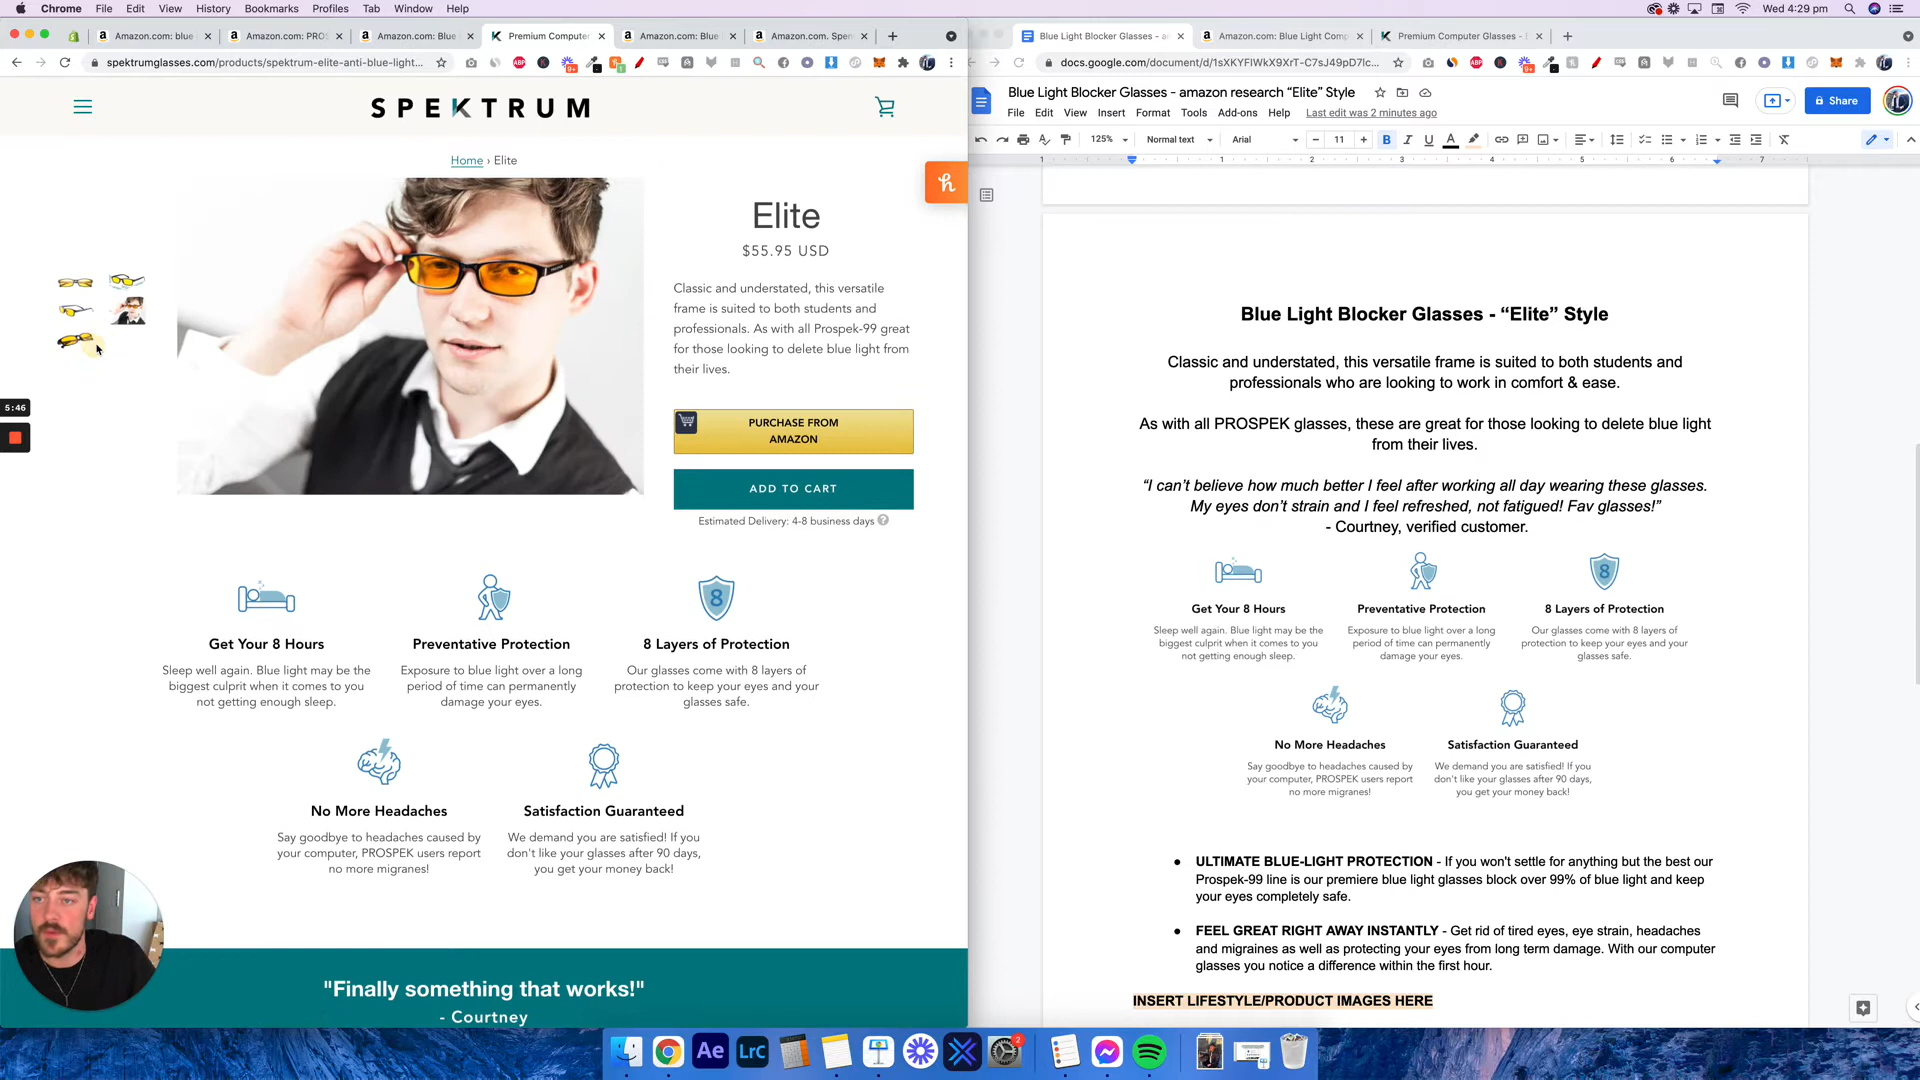 Chrome File Edit View History Bookmarks Profiles Tab Window Help
Wed 4:29 pm
Amazon.com: blue
Amazon.com: PRO
Amazon.com: Blue
Premium Computer
Amazon.com: Blue
Amazon.com. Spen
spektrumglasses.com/products/spektrum-elite-anti-blue-light...
SPEKTRUM
Home › Elite
Elite
$55.95 USD
Classic and understated, this versatile
frame is suited to both students and
professionals. As with all Prospek-99 great
for those looking to delete blue light from
their lives.
PURCHASE FROM
AMAZON
ADD TO CART
Estimated Delivery: 4-8 business days ?
5:46
8
Get Your 8 Hours
Preventative Protection
8 Layers of Protection
Sleep well again. Blue light may be the
biggest culprit when it comes to you
not getting enough sleep.
Exposure to blue light over a long
period of time can permanently
damage your eyes.
Our glasses come with 8 layers of
protection to keep your eyes and your
glasses safe.
No More Headaches
Satisfaction Guaranteed
Say goodbye to headaches caused by
your computer, PROSPEK users report
no more migranes!
We demand you are satisfied! If you
don't like your glasses after 90 days,
you get your money back!
"Finally something that works!"
- Courtney
Blue Light Blocker Glasses - a
Amazon.com: Blue Light Comp
Premium Computer Glasses - E
docs.google.com/document/d/1sXKYFIWkX9XrT-C7sJ49pD7lc...
Blue Light Blocker Glasses - amazon research “Elite” Style
File Edit View Insert Format Tools Add-ons Help Last edit was 2 minutes ago
Share
125% Normal text Arial 11
1 1 2 3 4 5 6 7
Blue Light Blocker Glasses - “Elite” Style
Classic and understated, this versatile frame is suited to both students and
professionals who are looking to work in comfort & ease.
As with all PROSPEK glasses, these are great for those looking to delete blue light
from their lives.
“I can’t believe how much better I feel after working all day wearing these glasses.
My eyes don’t strain and I feel refreshed, not fatigued! Fav glasses!”
- Courtney, verified customer.
8
Get Your 8 Hours
Preventative Protection
8 Layers of Protection
Sleep well again. Blue light may be the
biggest culprit when it comes to you
not getting enough sleep.
Exposure to blue light over a long
period of time can permanently
damage your eyes.
Our glasses come with 8 layers of
protection to keep your eyes and your
glasses safe.
No More Headaches
Satisfaction Guaranteed
Say goodbye to headaches caused by
your computer, PROSPEK users report
no more migranes!
We demand you are satisfied! If you
don't like your glasses after 90 days,
you get your money back!
● ULTIMATE BLUE-LIGHT PROTECTION - If you won't settle for anything but the best our
Prospek-99 line is our premiere blue light glasses block over 99% of blue light and keep
your eyes completely safe.
● FEEL GREAT RIGHT AWAY INSTANTLY - Get rid of tired eyes, eye strain, headaches
and migraines as well as protecting your eyes from long term damage. With our computer
glasses you notice a difference within the first hour.
INSERT LIFESTYLE/PRODUCT IMAGES HERE
Ae Lrc 2